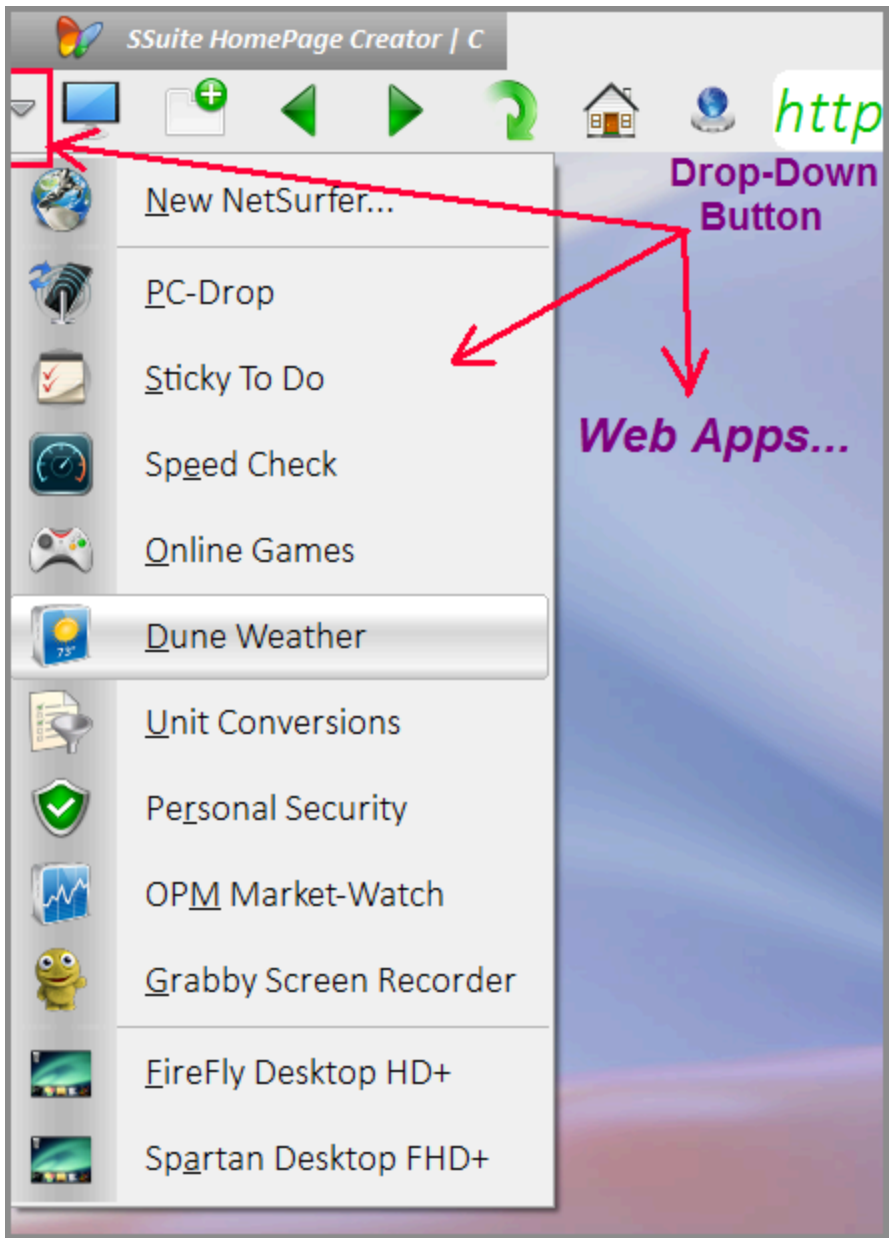 SSuite HomePage Creator | C
http
Drop-Down
Button
New NetSurfer...
PC-Drop
Sticky To Do
Web Apps...
Speed Check
Online Games
73°
Dune Weather
Unit Conversions
Personal Security
OPM Market-Watch
Grabby Screen Recorder
FireFly Desktop HD+
Spartan Desktop FHD+